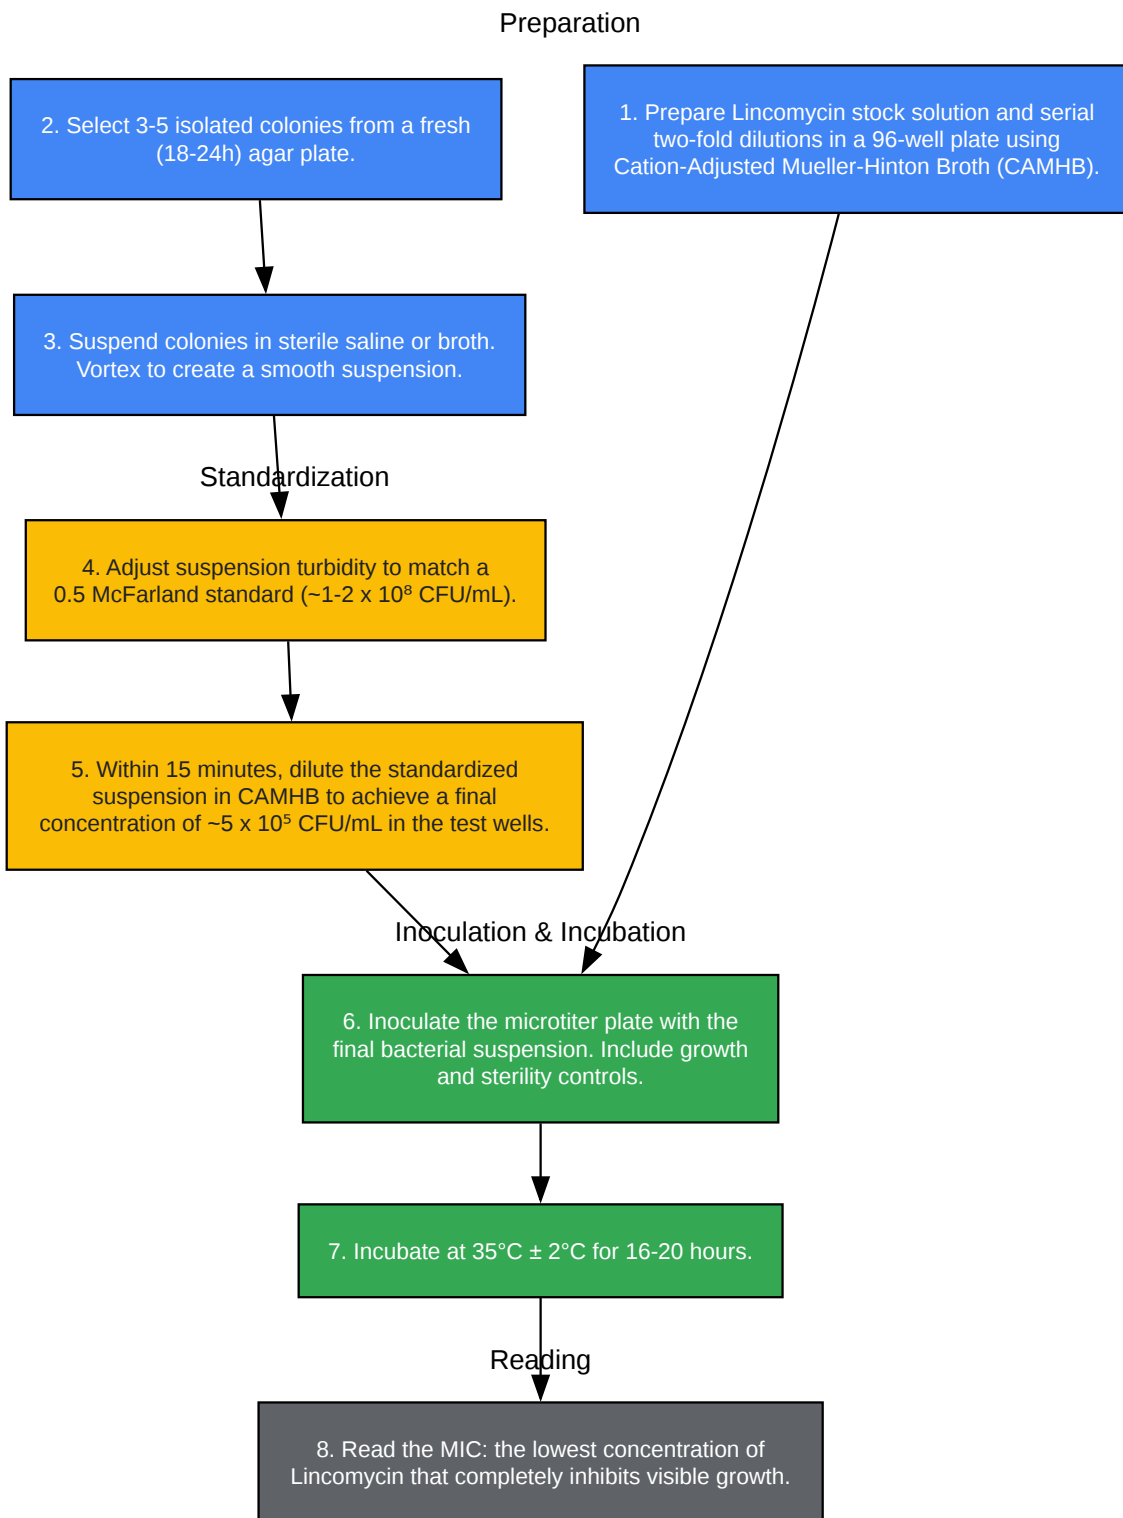 Preparation
2. Select 3-5 isolated colonies from a fresh
(18-24h) agar plate.
1. Prepare Lincomycin stock solution and serial
two-fold dilutions in a 96-well plate using
Cation-Adjusted Mueller-Hinton Broth (CAMHB).
3. Suspend colonies in sterile saline or broth.
Vortex to create a smooth suspension.
Standardization
4. Adjust suspension turbidity to match a
0.5 McFarland standard (~1-2 x 10⁸ CFU/mL).
5. Within 15 minutes, dilute the standardized
suspension in CAMHB to achieve a final
concentration of ~5 x 10⁵ CFU/mL in the test wells.
Inoculation & Incubation
6. Inoculate the microtiter plate with the
final bacterial suspension. Include growth
and sterility controls.
7. Incubate at 35°C ± 2°C for 16-20 hours.
Reading
8. Read the MIC: the lowest concentration of
Lincomycin that completely inhibits visible growth.